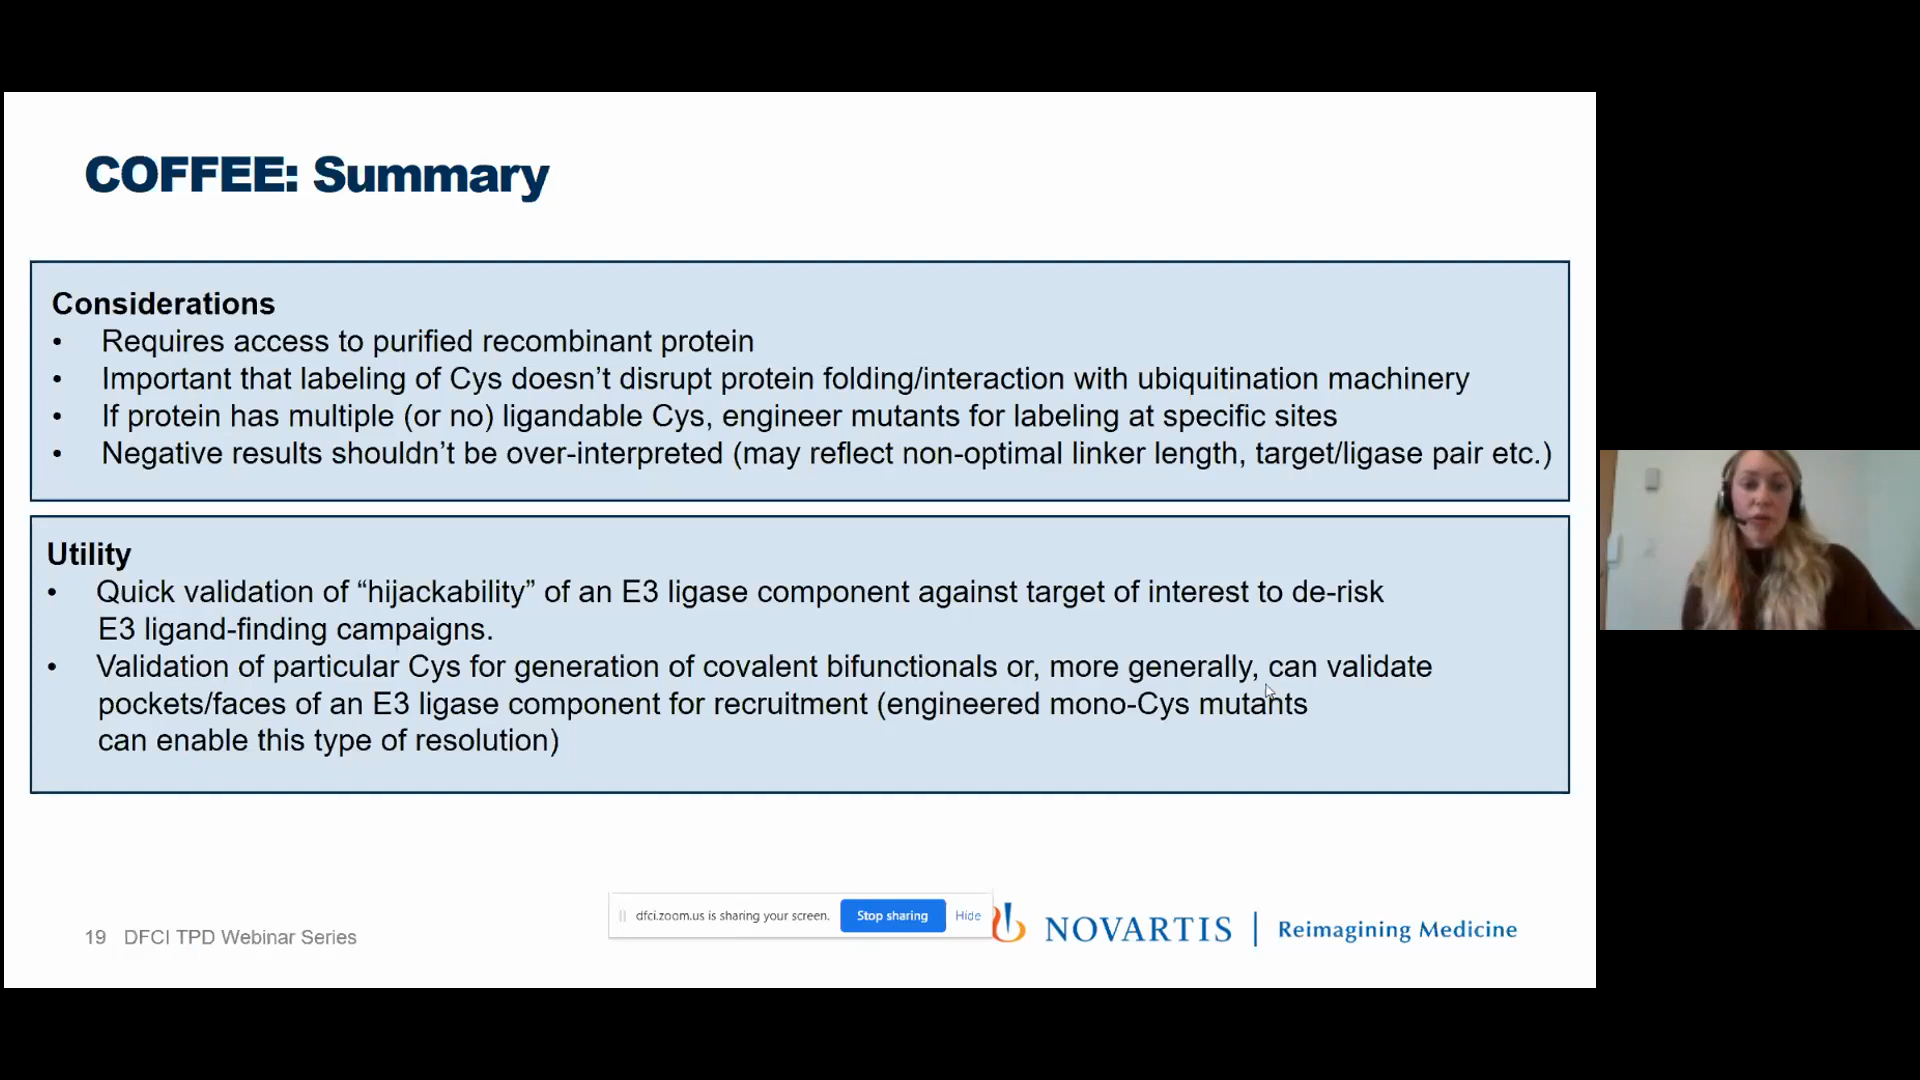 COFFEE: Summary
Considerations
• Requires access to purified recombinant protein
• Important that labeling of Cys doesn’t disrupt protein folding/interaction with ubiquitination machinery
• If protein has multiple (or no) ligandable Cys, engineer mutants for labeling at specific sites
• Negative results shouldn’t be over-interpreted (may reflect non-optimal linker length, target/ligase pair etc.)
Utility
• Quick validation of “hijackability” of an E3 ligase component against target of interest to de-risk
E3 ligand-finding campaigns.
• Validation of particular Cys for generation of covalent bifunctionals or, more generally, can validate
pockets/faces of an E3 ligase component for recruitment (engineered mono-Cys mutants
can enable this type of resolution)
dfci.zoom.us is sharing your screen. Stop sharing Hide
NOVARTIS | Reimagining Medicine
19 DFCI TPD Webinar Series